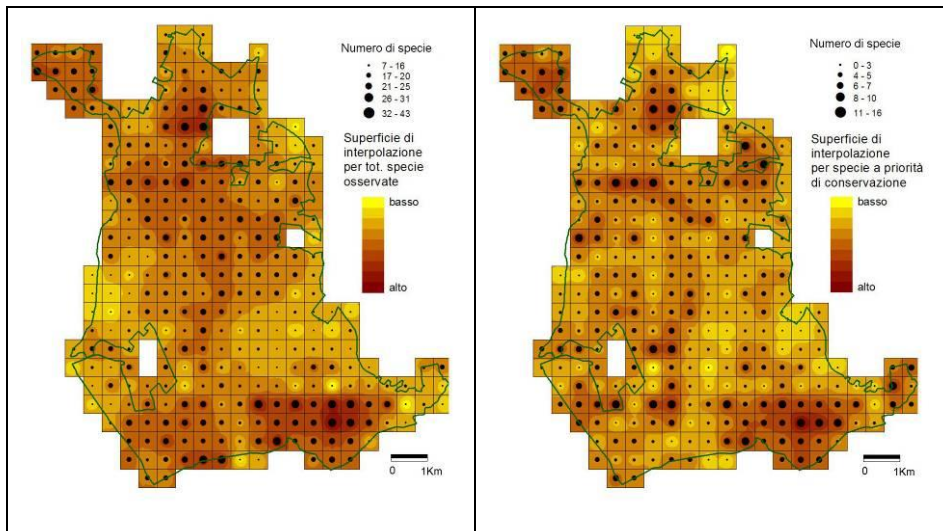 Numero di specie
7 - 16
17 - 20
21 - 25
26 - 31
32 - 43
Superficie di
interpolazione
per tot. specie
osservate
basso
alto
0 1Km
Numero di specie
0 - 3
4 - 5
6 - 7
8 - 10
11 - 16
Superficie di
interpolazione
per specie a priorità
di conservazione
basso
alto
0 1Km